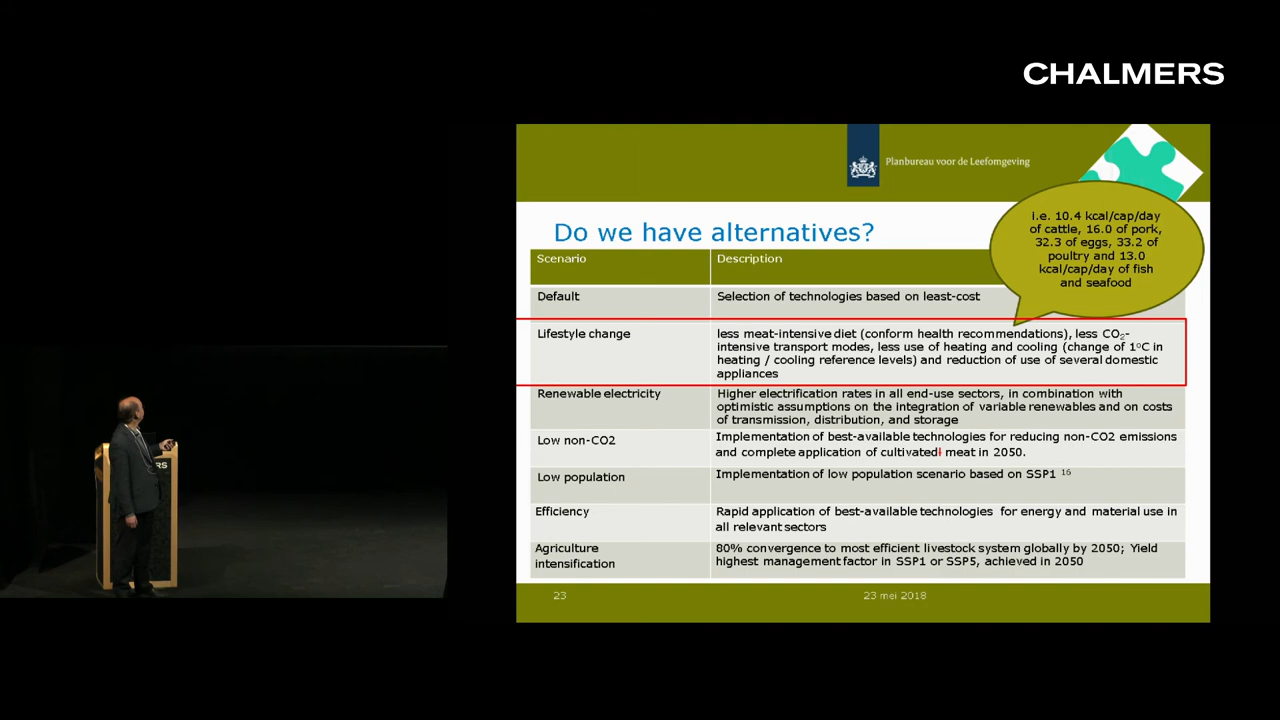 CHALMERS
Planbureau voor de Leefomgeving
Do we have alternatives?
i.e. 10.4 kcal/cap/day
of cattle, 16.0 of pork,
32.3 of eggs, 33.2 of
poultry and 13.0
kcal/cap/day of fish
and seafood
Scenario Description
Default Selection of technologies based on least-cost
Lifestyle change less meat-intensive diet (conform health recommendations), less CO2-
intensive transport modes, less use of heating and cooling (change of 1°C in
heating / cooling reference levels) and reduction of use of several domestic
appliances
Renewable electricity Higher electrification rates in all end-use sectors, in combination with
optimistic assumptions on the integration of variable renewables and on costs
of transmission, distribution, and storage
Low non-CO2 Implementation of best-available technologies for reducing non-CO2 emissions
and complete application of cultivatedl meat in 2050.
Low population Implementation of low population scenario based on SSP1 16
Efficiency Rapid application of best-available technologies for energy and material use in
all relevant sectors
Agriculture 80% convergence to most efficient livestock system globally by 2050; Yield
intensification highest management factor in SSP1 or SSP5, achieved in 2050
23 23 mei 2018